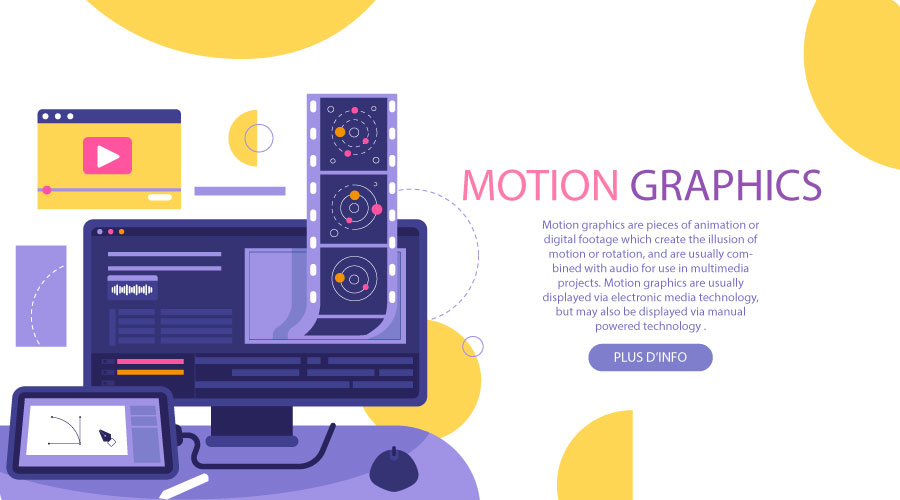 MOTION GRAPHICS
Motion graphics are pieces of animation or
digital footage which create the illusion of
motion or rotation, and are usually com-
bined with audio for use in multimedia
projects. Motion graphics are usually
displayed via electronic media technology,
but may also be displayed via manual
powered technology .
PLUS D'INFO